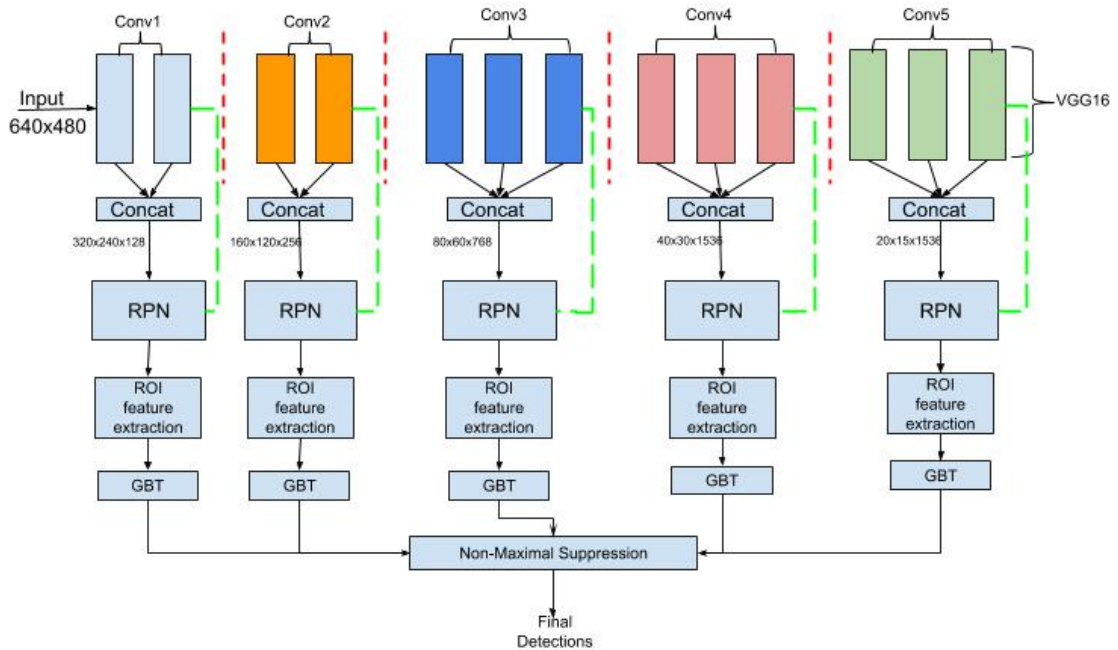 Conv1
Conv2
Conv3
Conv4
Conv5
Input
640x480
VGG16
Concat
Concat
Concat
Concat
Concat
320x240x128
160x120x256
80x60x768
40x30x1536
20x15x1536
RPN
RPN
RPN
RPN
RPN
ROI
feature
extraction
ROI
feature
extraction
ROI
feature
extraction
ROI
feature
extraction
ROI
feature
extraction
GBT
GBT
GBT
GBT
GBT
Non-Maximal Suppression
Final
Detections